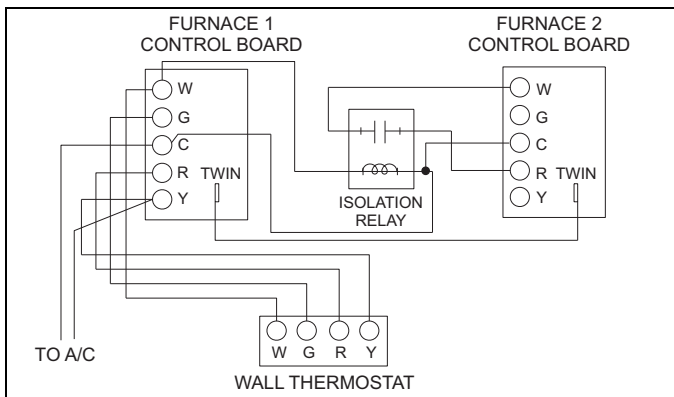 FURNACE 1
CONTROL BOARD
FURNACE 2
CONTROL BOARD
W
G
C
R
TWIN
Y
ISOLATION
RELAY
W
G
C
R
TWIN
Y
TO A/C
W G R Y
WALL THERMOSTAT